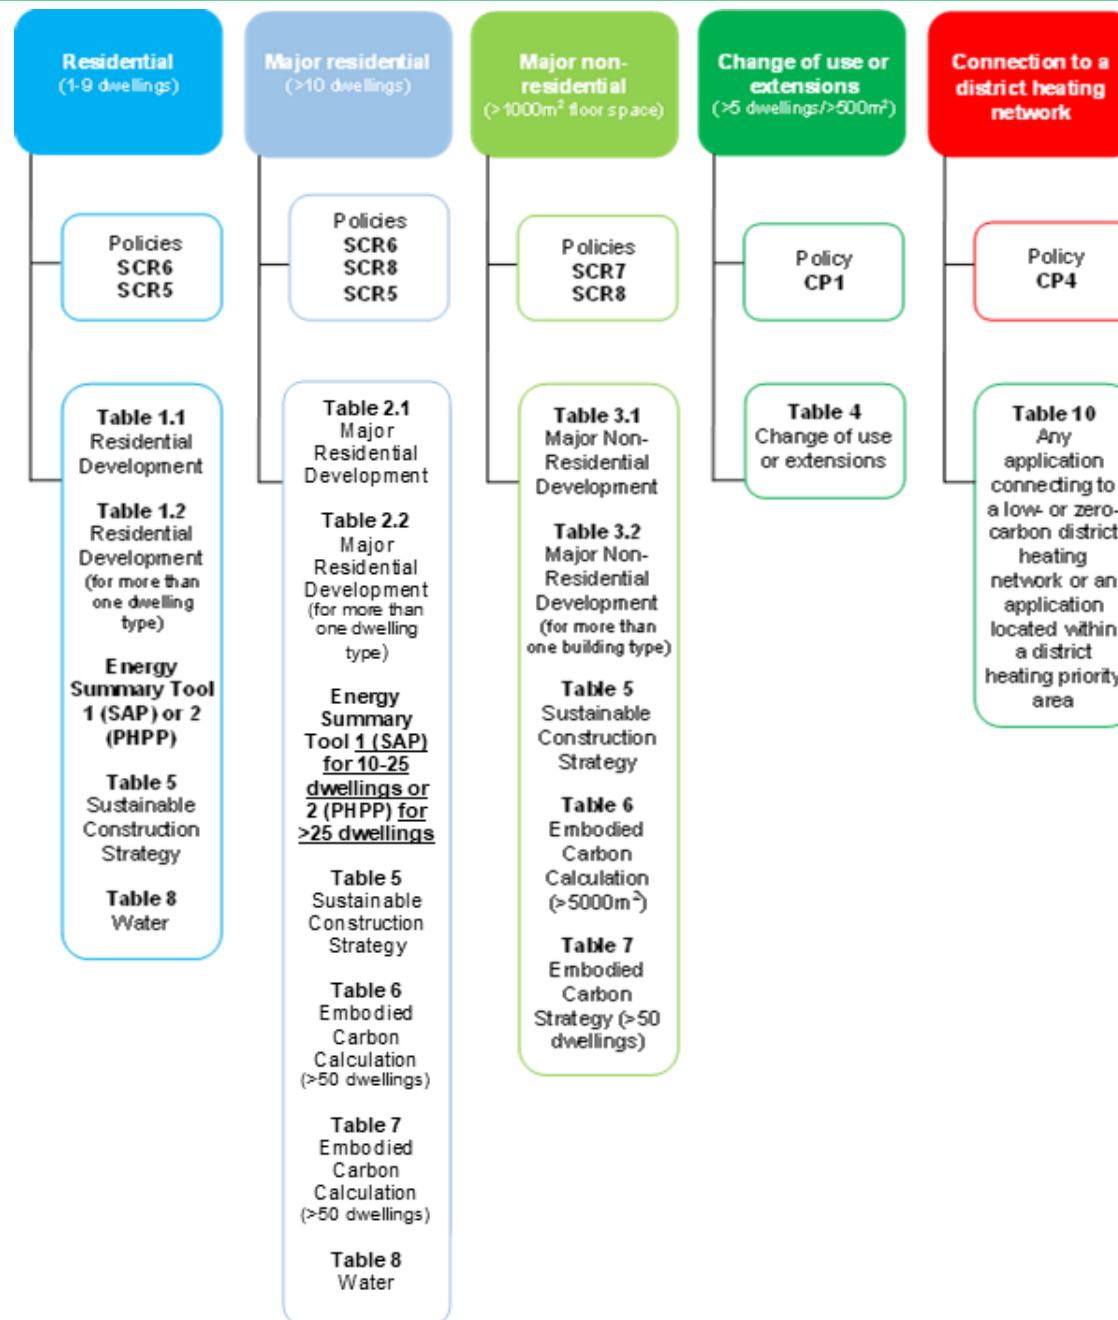 Residential
(1-9 dwellings)
Policies
SCR6
SCR5
Table 1.1
Residential
Development
Table 1.2
Residential
Development
(for more than
one dwelling
type)
Energy
Summary Tool
1 (SAP) or 2
(PHPP)
Table 5
Sustainable
Construction
Strategy
Table 8
Water
Major residential
(>10 dwellings)
Policies
SCR6
SCR8
SCR5
Table 2.1
Major
Residential
Development
Table 2.2
Major
Residential
Development
(for more than
one dwelling
type)
Energy
Summary
Tool 1 (SAP)
for 10-25
dwellings or
2 (PHPP) for
>25 dwellings
Table 5
Sustainable
Construction
Strategy
Table 6
Embodied
Carbon
Calculation
(>50 dwellings)
Table 7
Embodied
Carbon
Calculation
(>50 dwellings)
Table 8
Water
Major non-
residential
(>1000m² floor space)
Policies
SCR7
SCR8
Table 3.1
Major Non-
Residential
Development
Table 3.2
Major Non-
Residential
Development
(for more than
one building type)
Table 5
Sustainable
Construction
Strategy
Table 6
Embodied
Carbon
Calculation
(>5000m²)
Table 7
Embodied
Carbon
Strategy (>50
dwellings)
Change of use or
extensions
(>5 dwellings/>500m²)
Policy
CP1
Table 4
Change of use
or extensions
Connection to a
district heating
network
Policy
CP4
Table 10
Any
application
connecting to
a low- or zero-
carbon district
heating
network or an
application
located within
a district
heating priority
area